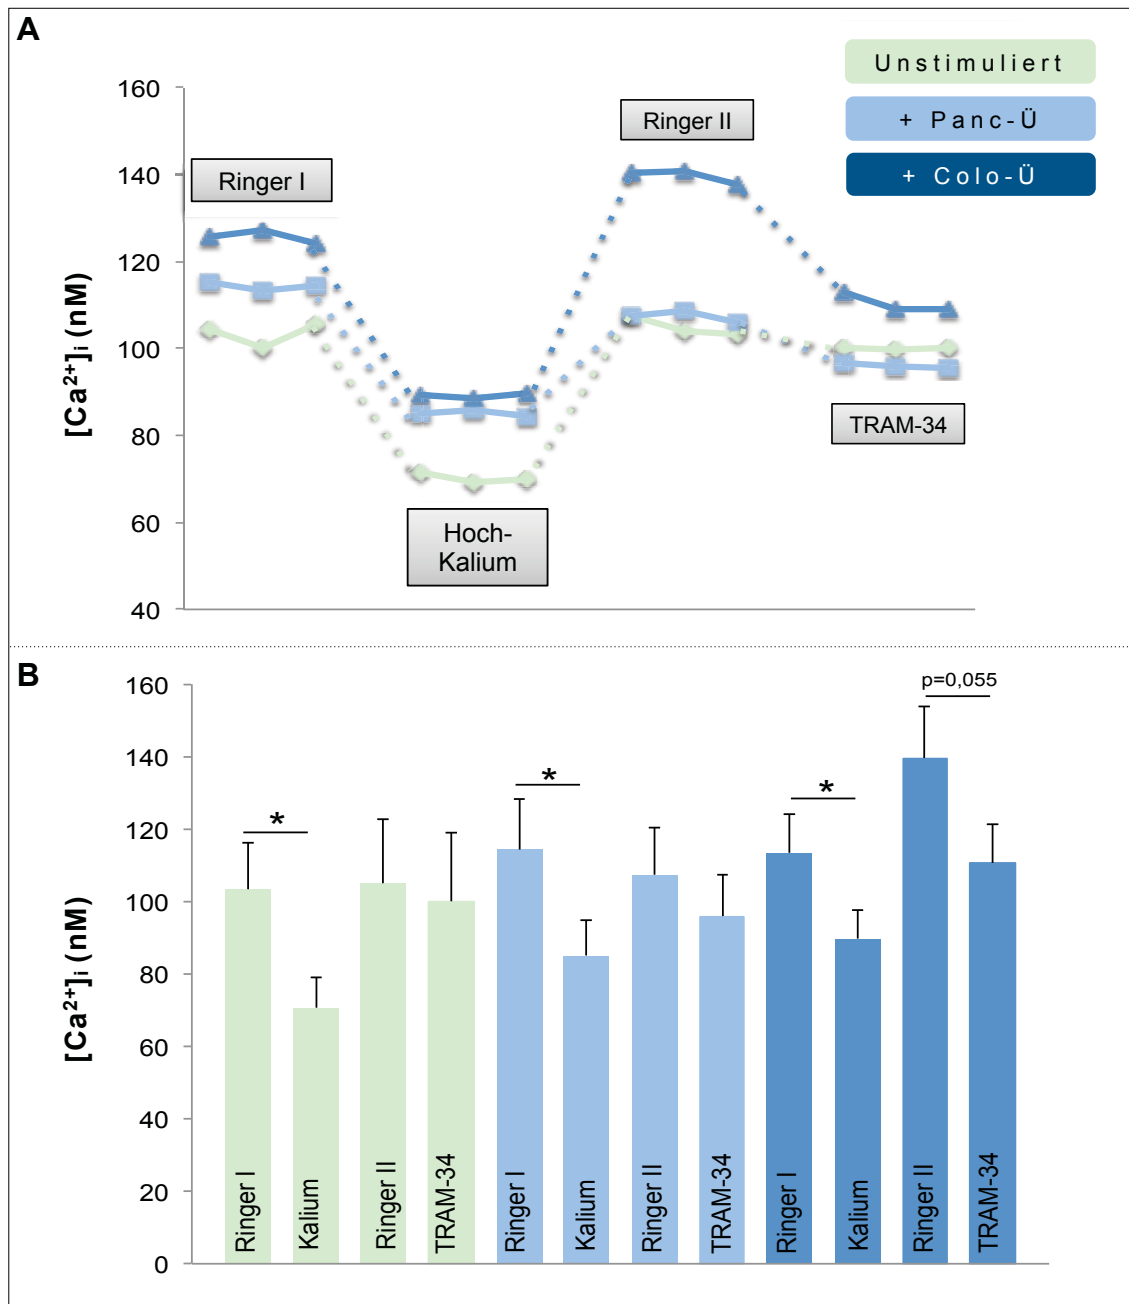 A
Unstimuliert
+ Panc-Ü
+ Colo-Ü
160
140
120
100
80
60
40
[Ca²⁺]i (nM)
Ringer I
Hoch-
Kalium
Ringer II
TRAM-34
B
160
140
120
100
80
60
40
20
0
[Ca²⁺]i (nM)
*
*
*
p=0,055
Ringer I
Kalium
Ringer II
TRAM-34
Ringer I
Kalium
Ringer II
TRAM-34
Ringer I
Kalium
Ringer II
TRAM-34